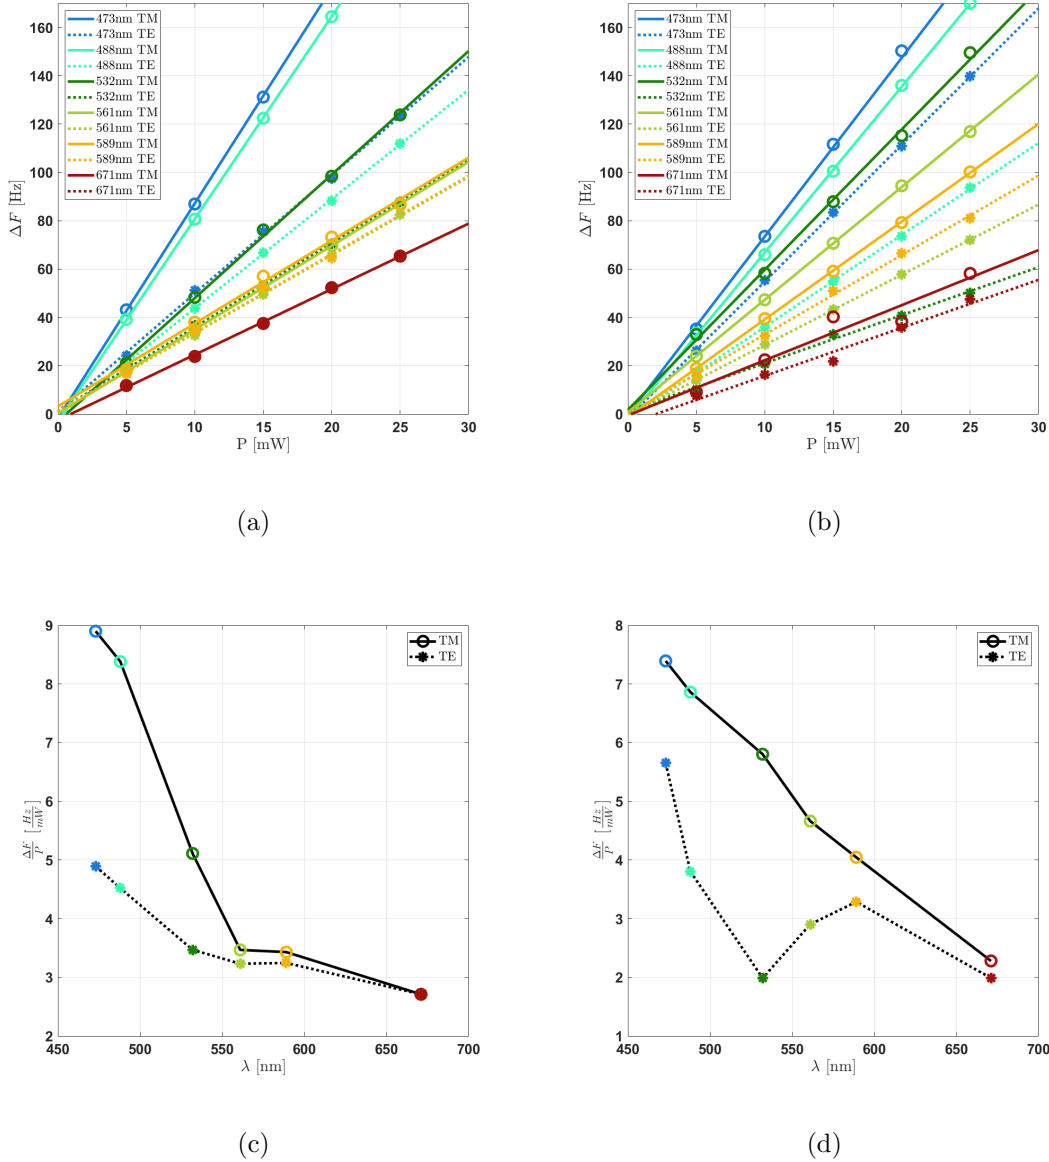 160
140
120
100
80
60
40
20
0
ΔF [Hz]
473nm TM
473nm TE
488nm TM
488nm TE
532nm TM
532nm TE
561nm TM
561nm TE
589nm TM
589nm TE
671nm TM
671nm TE
0 5 10 15 20 25 30
P [mW]
(a)
160
140
120
100
80
60
40
20
0
ΔF [Hz]
473nm TM
473nm TE
488nm TM
488nm TE
532nm TM
532nm TE
561nm TM
561nm TE
589nm TM
589nm TE
671nm TM
671nm TE
0 5 10 15 20 25 30
P [mW]
(b)
9
8
7
6
5
4
3
2
ΔF/P [Hz/mW]
TM
TE
450 500 550 600 650 700
λ [nm]
(c)
8
7
6
5
4
3
2
1
ΔF/P [Hz/mW]
TM
TE
450 500 550 600 650 700
λ [nm]
(d)